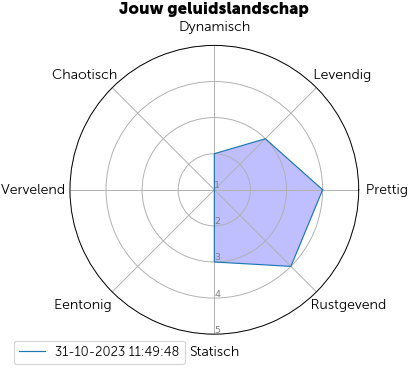 Jouw geluidslandschap
Dynamisch
Chaotisch
Levendig
Vervelend
1
Prettig
2
3
4
Eentonig
Rustgevend
5
31-10-2023 11:49:48
Statisch